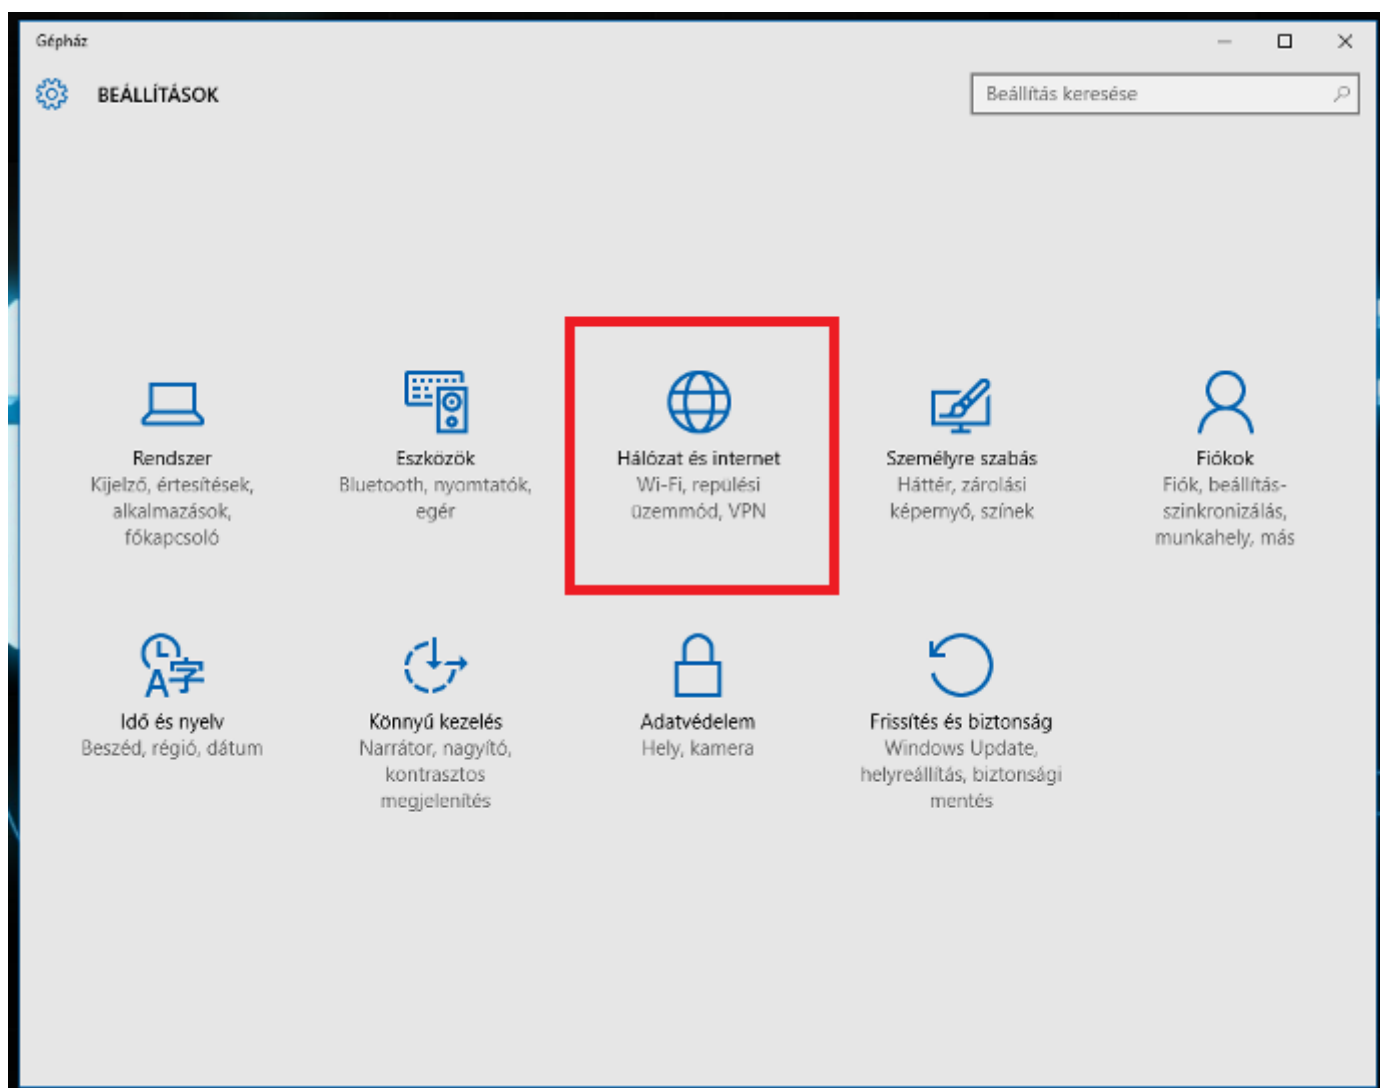 Gépház
BEÁLLÍTÁSOK
Beállítás keresése
Rendszer
Kijelző, értesítések,
alkalmazások,
főkapcsoló
Eszközök
Bluetooth, nyomtatók,
egér
Hálózat és internet
Wi-Fi, repülési
üzemmód, VPN
Személyre szabás
Háttér, zárolási
képernyő, színek
Fiókok
Fiók, beállítás-
szinkronizálás,
munkahely, más
Idő és nyelv
Beszéd, régió, dátum
Könnyű kezelés
Narrátor, nagyító,
kontrasztos
megjelenítés
Adatvédelem
Hely, kamera
Frissítés és biztonság
Windows Update,
helyreállítás, biztonsági
mentés